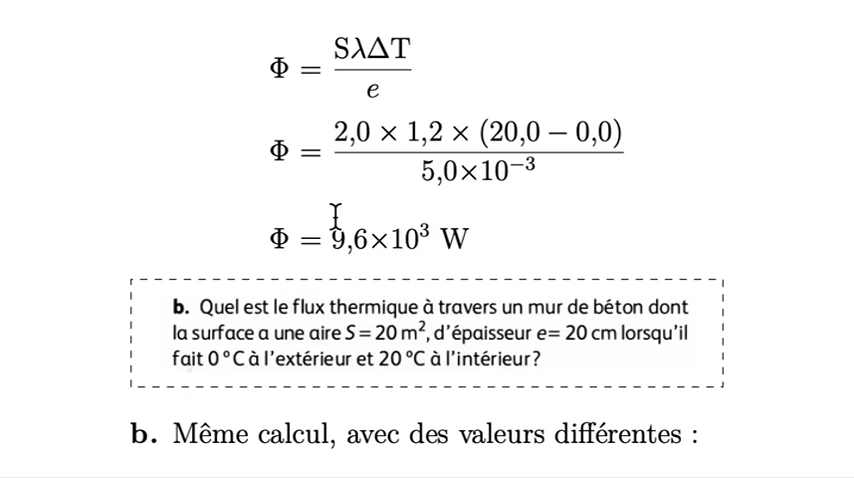 Φ = SλΔT / e
Φ = 2,0 × 1,2 × (20,0 − 0,0) / 5,0×10⁻³
Φ = 9,6×10³ W
b. Quel est le flux thermique à travers un mur de béton dont
la surface a une aire S = 20 m², d'épaisseur e= 20 cm lorsqu'il
fait 0 °C à l'extérieur et 20 °C à l'intérieur ?
b. Même calcul, avec des valeurs différentes :